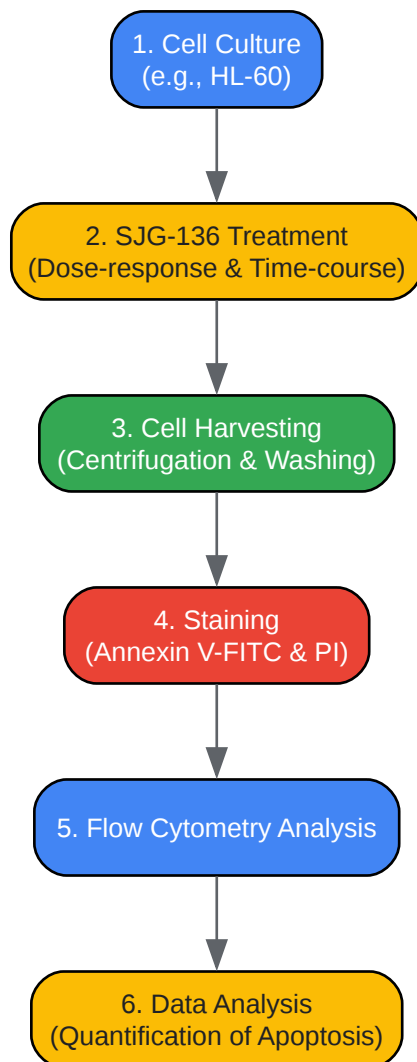 1. Cell Culture
(e.g., HL-60)
2. SJG-136 Treatment
(Dose-response & Time-course)
3. Cell Harvesting
(Centrifugation & Washing)
4. Staining
(Annexin V-FITC & PI)
5. Flow Cytometry Analysis
6. Data Analysis
(Quantification of Apoptosis)